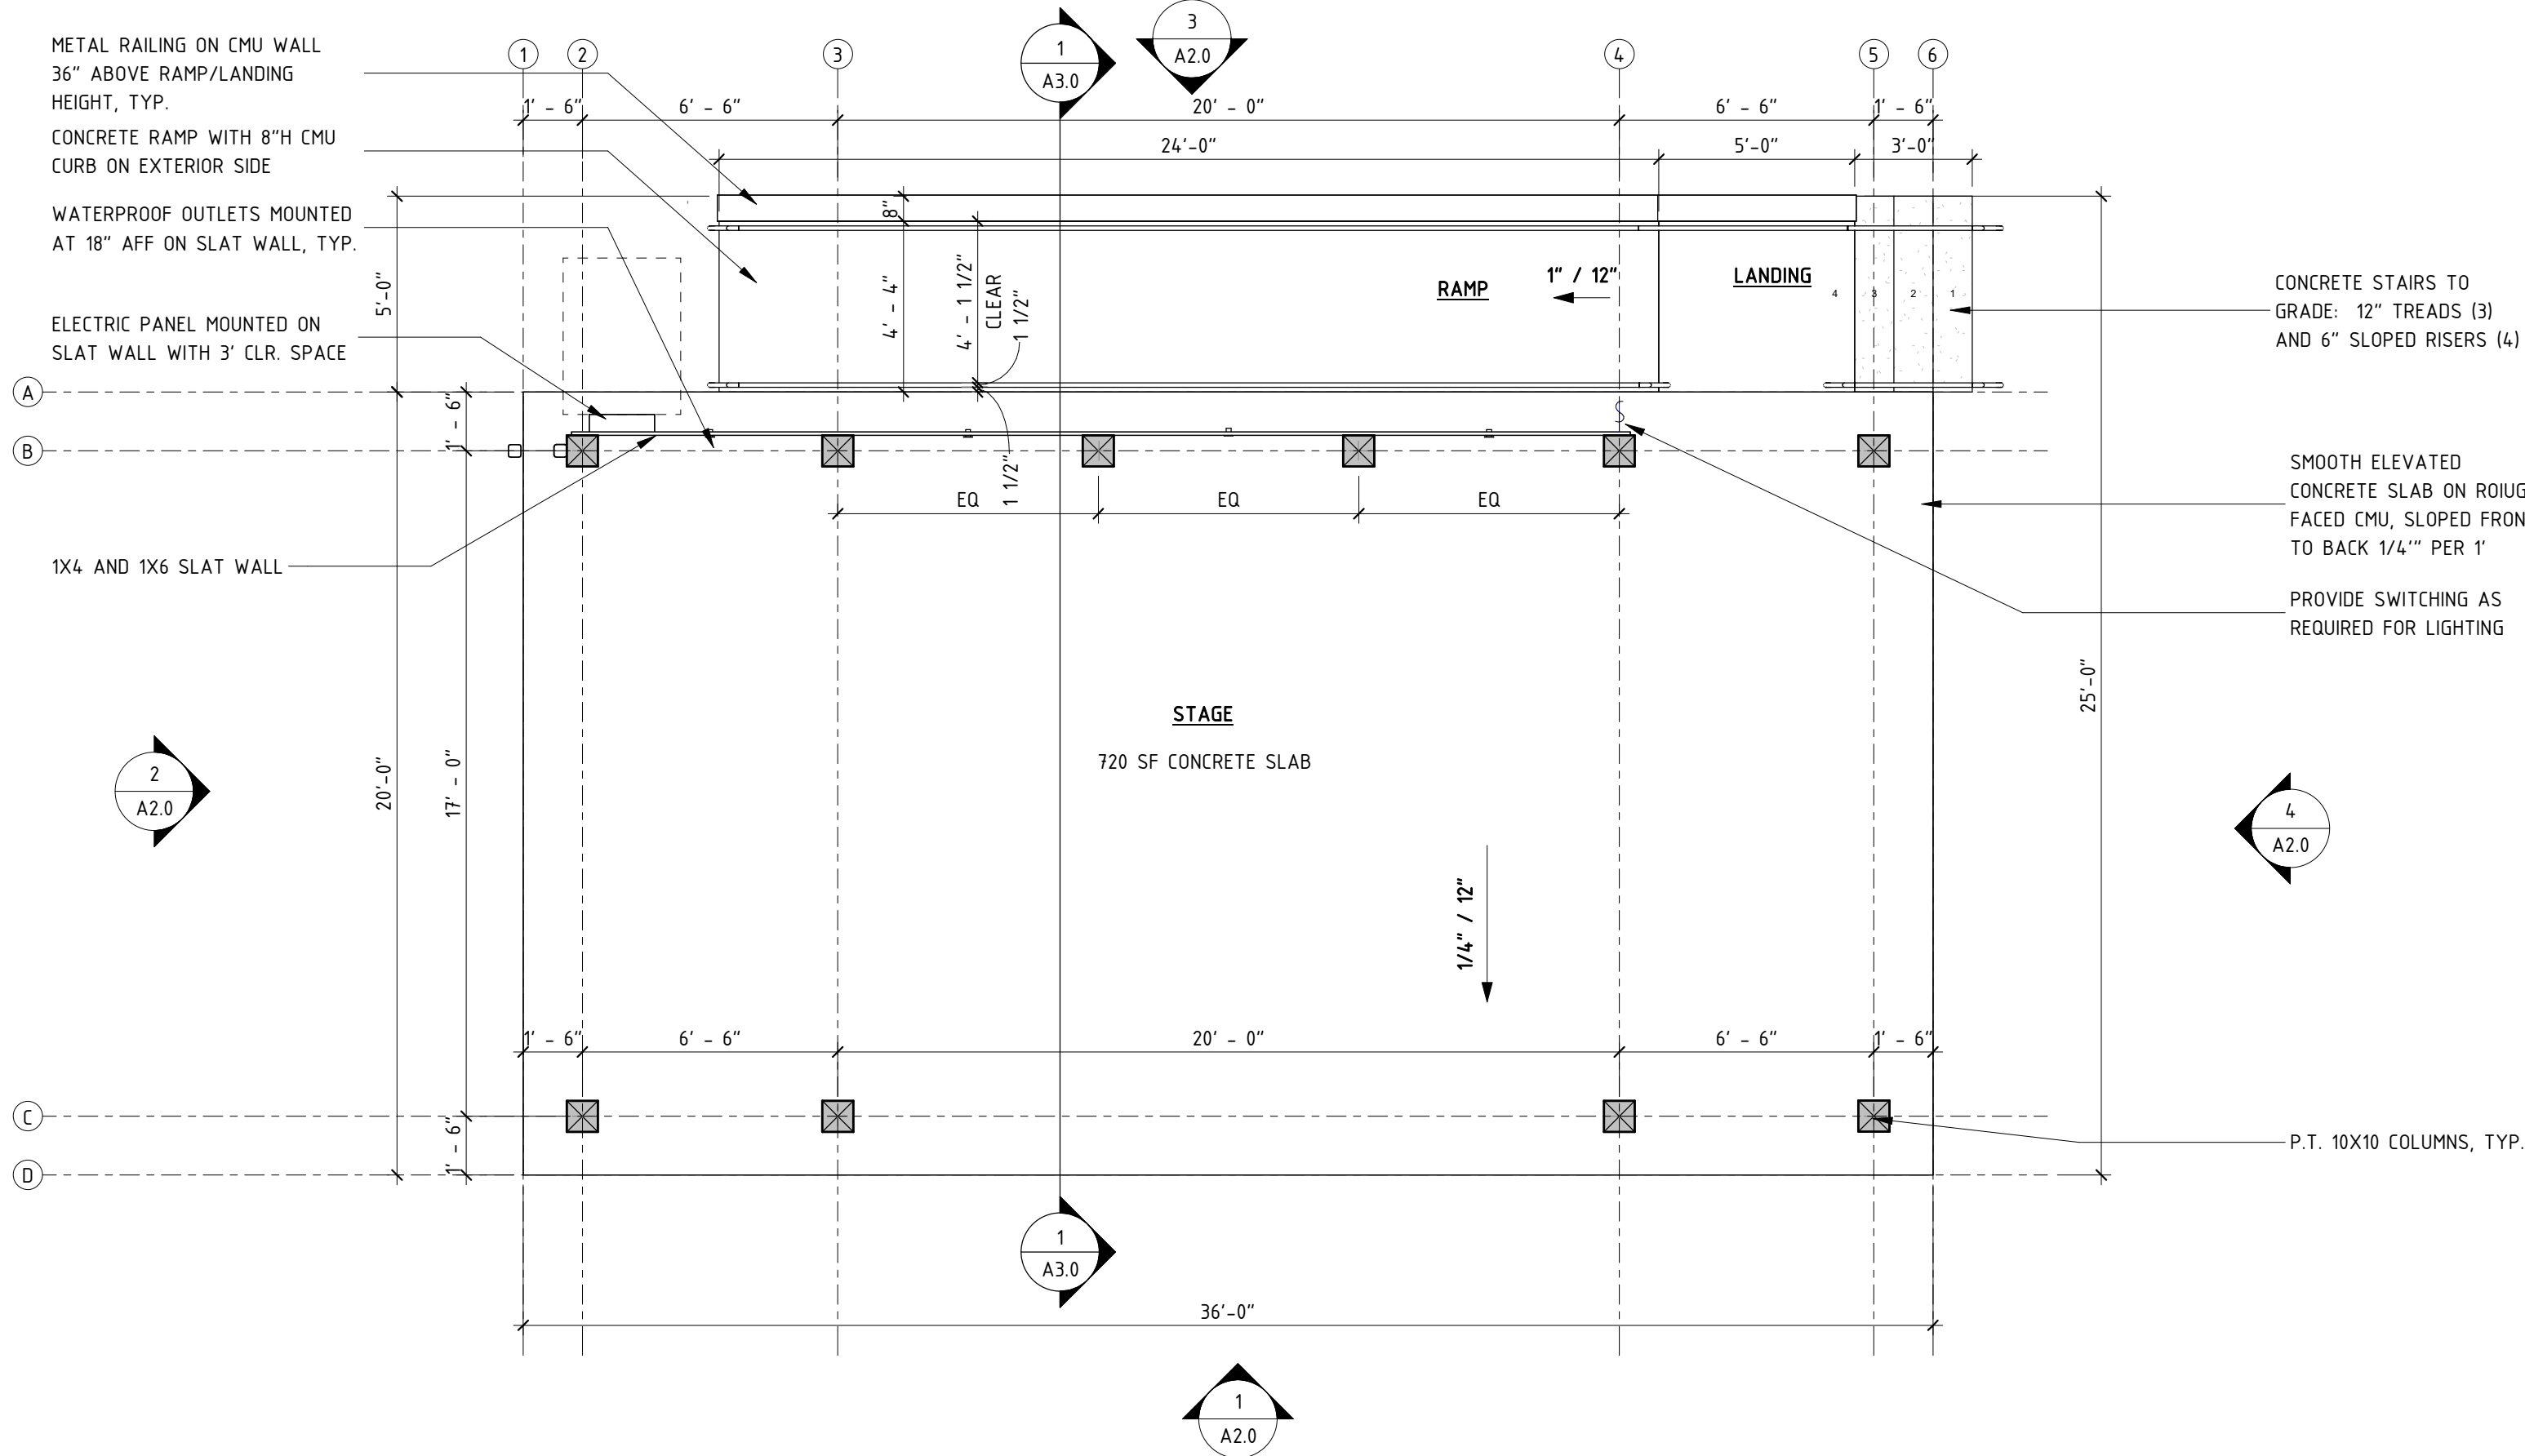 METAL RAILING ON CMU WALL
36" ABOVE RAMP/LANDING
HEIGHT, TYP.
CONCRETE RAMP WITH 8"H CMU
CURB ON EXTERIOR SIDE
WATERPROOF OUTLETS MOUNTED
AT 18" AFF ON SLAT WALL, TYP.
ELECTRIC PANEL MOUNTED ON
SLAT WALL WITH 3' CLR. SPACE
1X4 AND 1X6 SLAT WALL
1
2
3
4
5
6
1
A3.0
3
A2.0
1' - 6"
6' - 6"
20' - 0"
6' - 6"
1' - 6"
24'-0"
5'-0"
3'-0"
5'-0"
8"
4' - 4"
4' - 1 1/2"
CLEAR
1 1/2"
RAMP
1" / 12"
LANDING
4
3
2
1
CONCRETE STAIRS TO
GRADE: 12" TREADS (3)
AND 6" SLOPED RISERS (4)
A
B
C
D
1' - 6"
1 1/2"
EQ
EQ
EQ
SMOOTH ELEVATED
CONCRETE SLAB ON ROIUG
FACED CMU, SLOPED FRON
TO BACK 1/4'" PER 1'
PROVIDE SWITCHING AS
REQUIRED FOR LIGHTING
25'-0"
STAGE
720 SF CONCRETE SLAB
2
A2.0
20'-0"
17' - 0"
4
A2.0
1/4" / 12"
1' - 6"
6' - 6"
20' - 0"
6' - 6"
1' - 6"
1' - 6"
P.T. 10X10 COLUMNS, TYP.
1
A3.0
36'-0"
1
A2.0